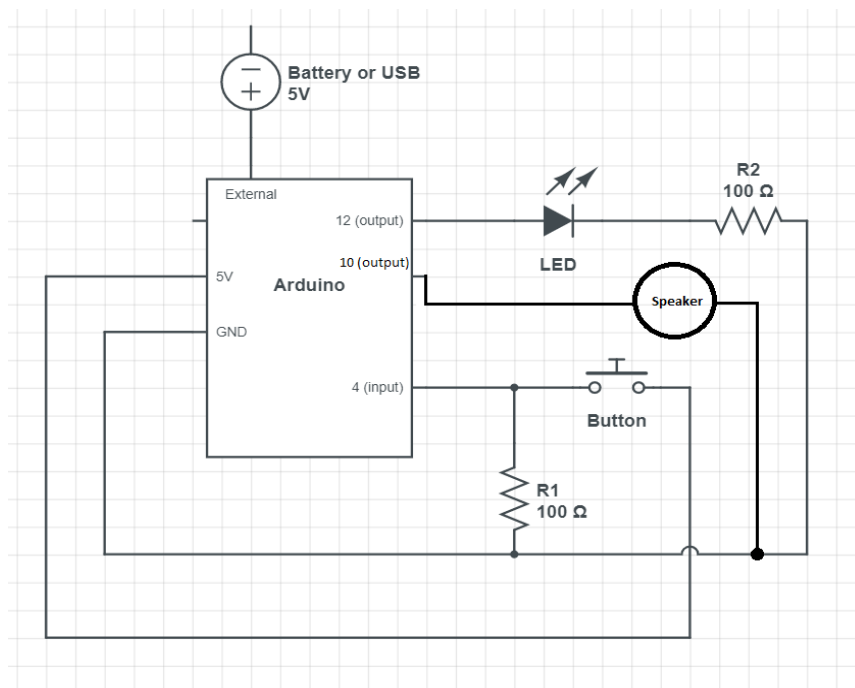 Battery or USB
5V
External
12 (output)
10 (output)
5V
Arduino
GND
4 (input)
LED
R2
100 Ω
Speaker
Button
R1
100 Ω